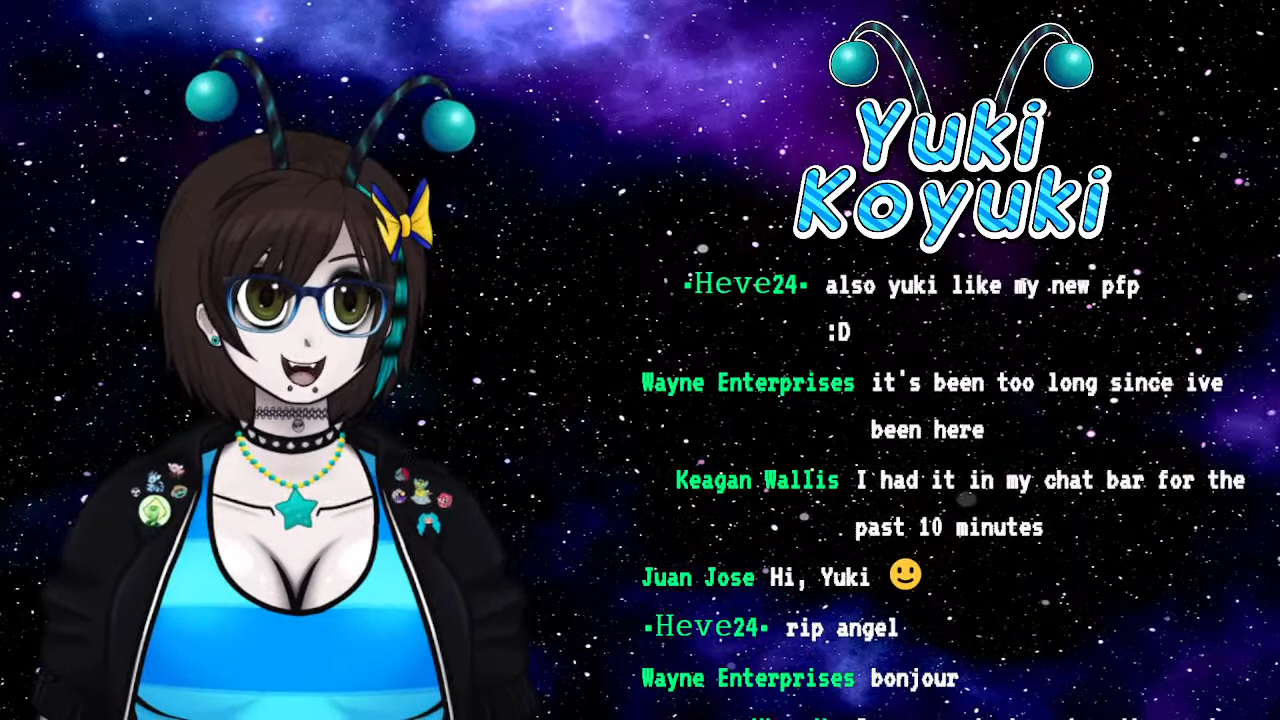 Yuki
Koyuki
·Heve24· also yuki like my new pfp
:D
Wayne Enterprises it's been too long since ive
been here
Keagan Wallis I had it in my chat bar for the
past 10 minutes
Juan Jose Hi, Yuki 🙂
·Heve24· rip angel
Wayne Enterprises bonjour